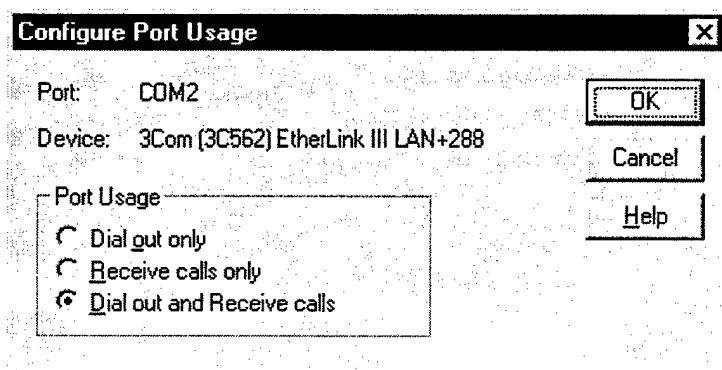 Configure Port Usage
Port: COM2
Device: 3Com (3C562) EtherLink III LAN+288
Port Usage
Dial out only
Receive calls only
Dial out and Receive calls
OK
Cancel
Help